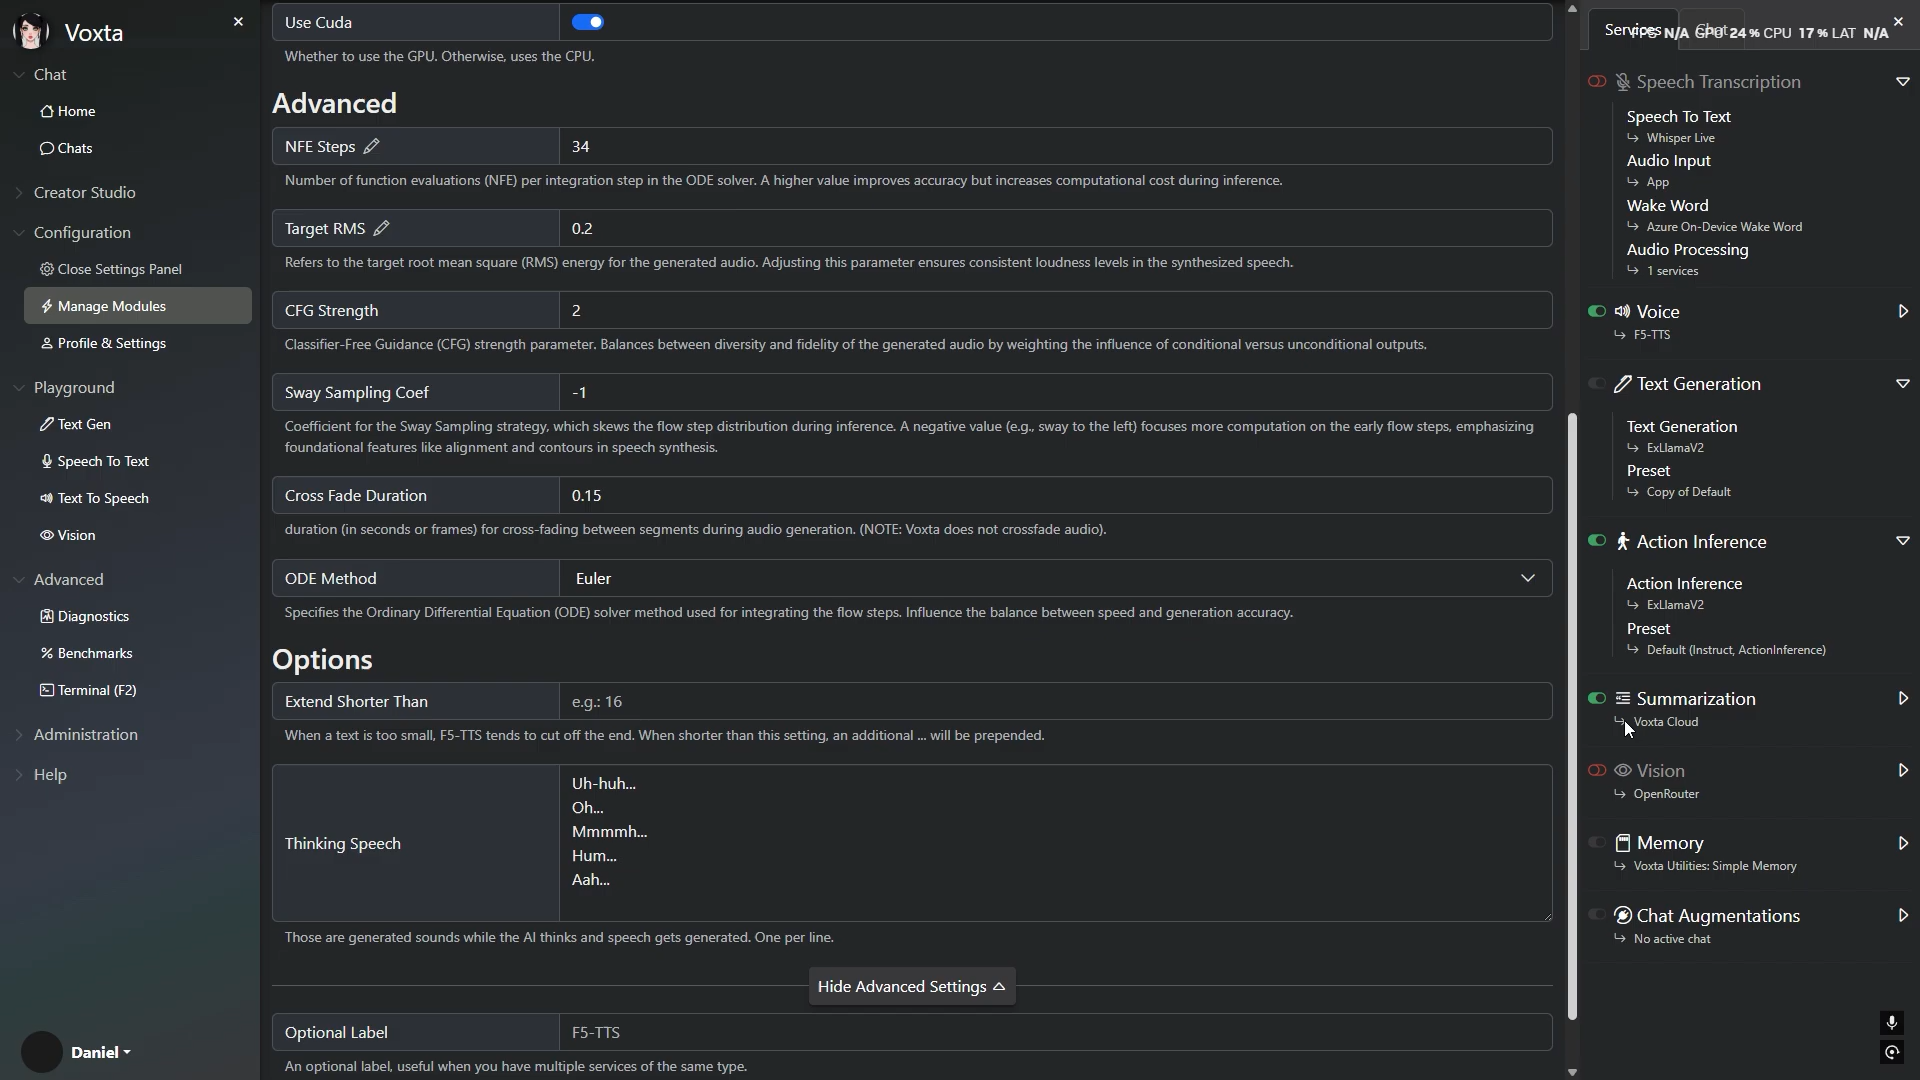 Voxta
Chat
Home
Chats
Creator Studio
Configuration
Close Settings Panel
Manage Modules
Profile & Settings
Playground
Text Gen
Speech To Text
Text To Speech
Vision
Advanced
Diagnostics
Benchmarks
Terminal (F2)
Administration
Help
Daniel
Use Cuda
Whether to use the GPU. Otherwise, uses the CPU.
Advanced
NFE Steps
34
Number of function evaluations (NFE) per integration step in the ODE solver. A higher value improves accuracy but increases computational cost during inference.
Target RMS
0.2
Refers to the target root mean square (RMS) energy for the generated audio. Adjusting this parameter ensures consistent loudness levels in the synthesized speech.
CFG Strength
2
Classifier-Free Guidance (CFG) strength parameter. Balances between diversity and fidelity of the generated audio by weighting the influence of conditional versus unconditional outputs.
Sway Sampling Coef
-1
Coefficient for the Sway Sampling strategy, which skews the flow step distribution during inference. A negative value (e.g., sway to the left) focuses more computation on the early flow steps, emphasizing
foundational features like alignment and contours in speech synthesis.
Cross Fade Duration
0.15
duration (in seconds or frames) for cross-fading between segments during audio generation. (NOTE: Voxta does not crossfade audio).
ODE Method
Euler
Specifies the Ordinary Differential Equation (ODE) solver method used for integrating the flow steps. Influence the balance between speed and generation accuracy.
Options
Extend Shorter Than
e.g.: 16
When a text is too small, F5-TTS tends to cut off the end. When shorter than this setting, an additional ... will be prepended.
Thinking Speech
Uh-huh...
Oh...
Mmmmh...
Hum...
Aah...
Those are generated sounds while the AI thinks and speech gets generated. One per line.
Hide Advanced Settings
Optional Label
F5-TTS
An optional label, useful when you have multiple services of the same type.
Services
Chat
N/A GPU 24 % CPU 17 % LAT N/A
Speech Transcription
Speech To Text
Whisper Live
Audio Input
App
Wake Word
Azure On-Device Wake Word
Audio Processing
1 services
Voice
F5-TTS
Text Generation
Text Generation
ExLlamaV2
Preset
Copy of Default
Action Inference
Action Inference
ExLlamaV2
Preset
Default (Instruct, ActionInference)
Summarization
Voxta Cloud
Vision
OpenRouter
Memory
Voxta Utilities: Simple Memory
Chat Augmentations
No active chat